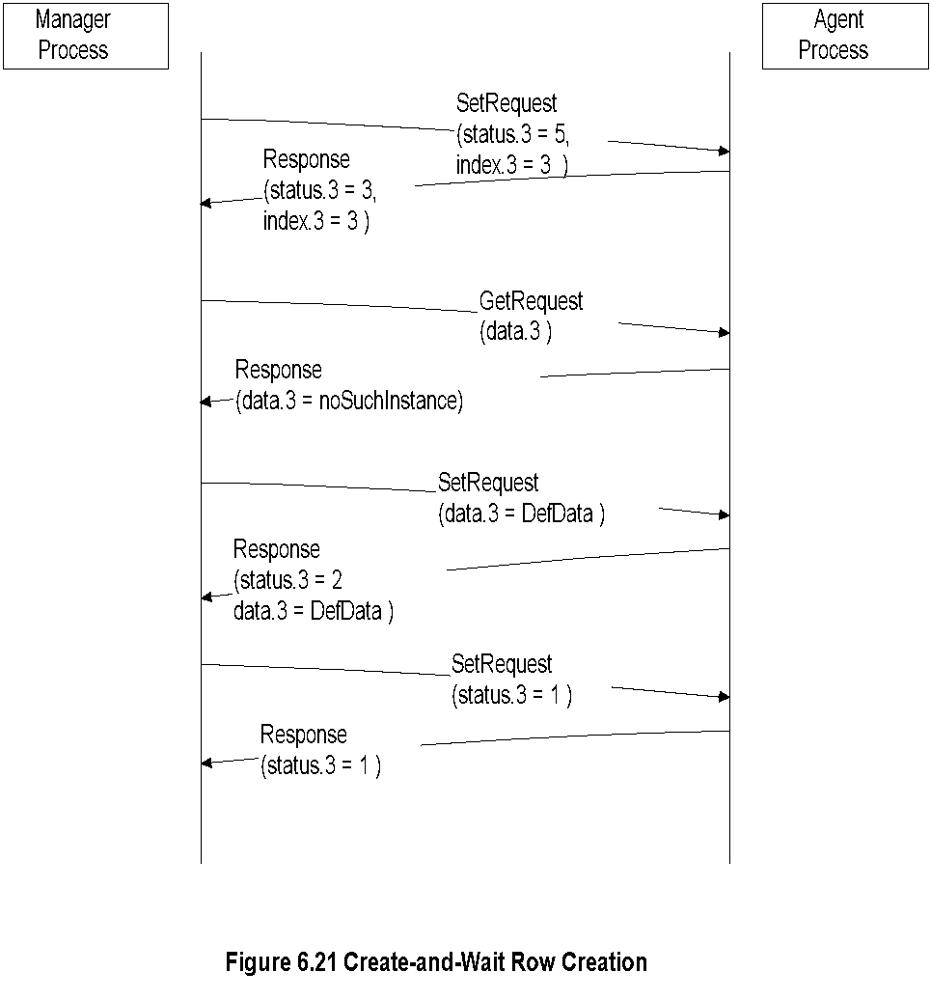 Manager
Process
Agent
Process
SetRequest
(status.3 = 5,
index.3 = 3 )
Response
(status.3 = 3,
index.3 = 3 )
GetRequest
(data.3 )
Response
(data.3 = noSuchInstance)
SetRequest
(data.3 = DefData )
Response
(status.3 = 2
data.3 = DefData )
SetRequest
(status.3 = 1 )
Response
(status.3 = 1 )
Figure 6.21 Create-and-Wait Row Creation